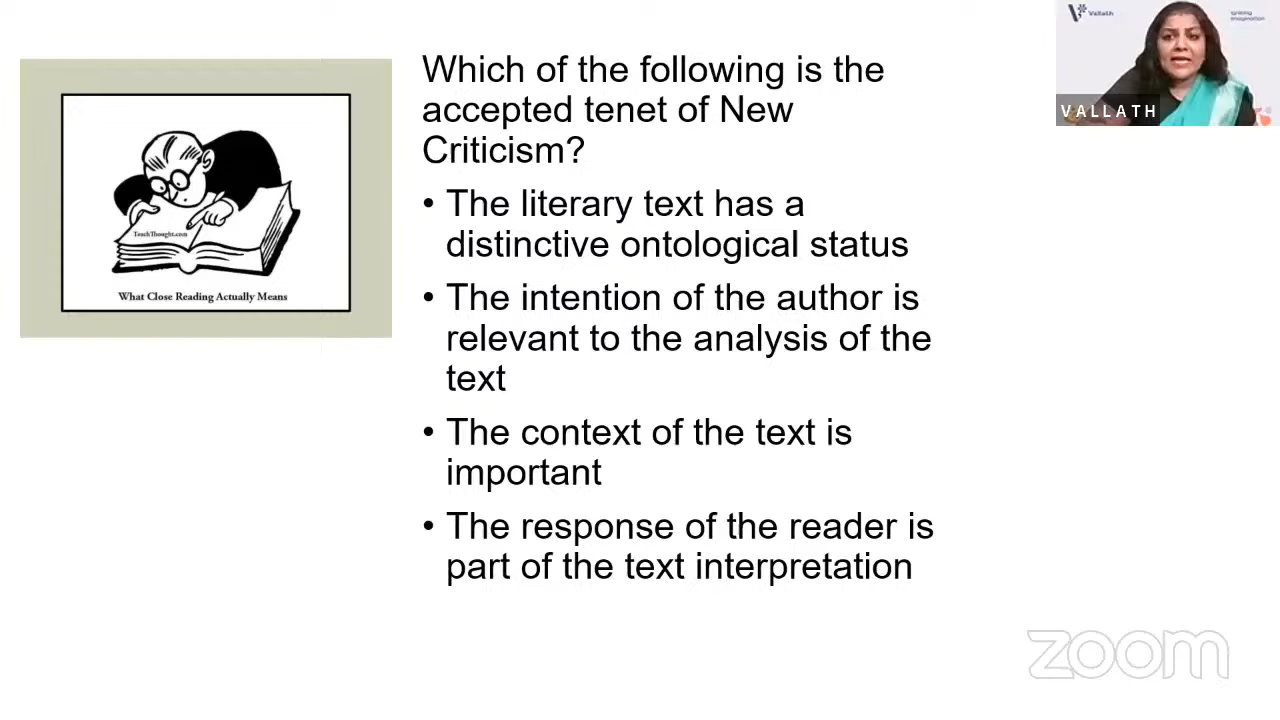 Which of the following is the
accepted tenet of New
Criticism?
• The literary text has a
distinctive ontological status
• The intention of the author is
relevant to the analysis of the
text
• The context of the text is
important
• The response of the reader is
part of the text interpretation
TeachThought.com
What Close Reading Actually Means
Vallath
igniting
imagination
VALLATH
zoom